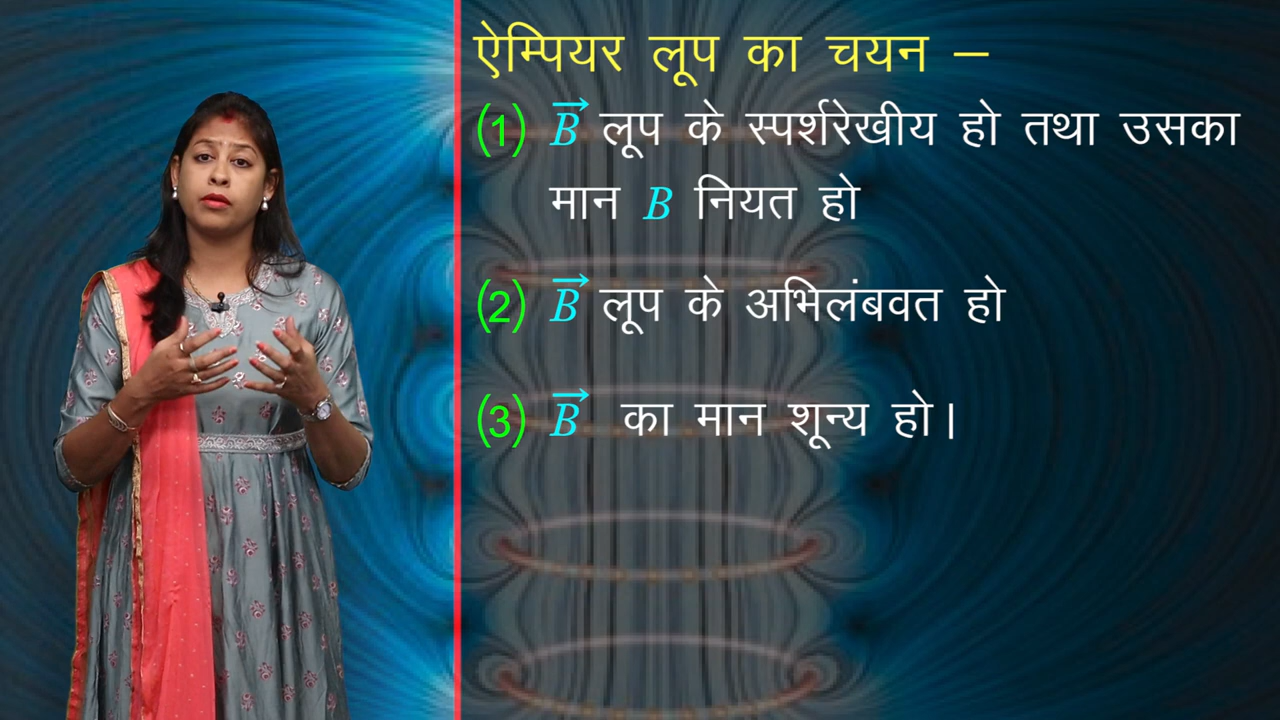 ऐम्पियर लूप का चयन –
(1) B⃗ लूप के स्पर्शरेखीय हो तथा उसका
मान B नियत हो
(2) B⃗ लूप के अभिलंबवत हो
(3) B⃗ का मान शून्य हो।